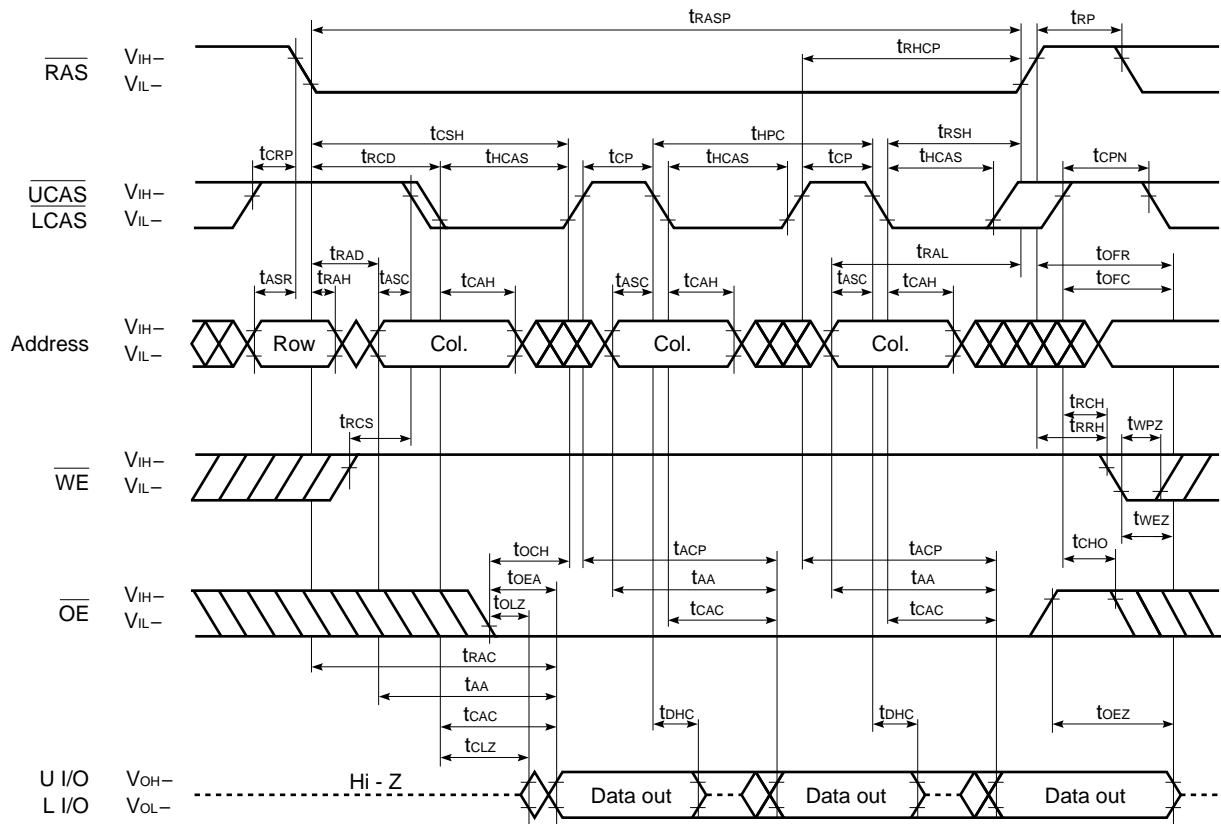 tRASP
tRP
tRHCP
RAS
VIH–
VIL–
tCSH
tHPC
tRSH
tCRP
tRCD
tHCAS
tCP
tHCAS
tCP
tHCAS
tCPN
UCAS
LCAS
VIH–
VIL–
tRAD
tRAL
tOFR
tASR
tRAH
tASC
tCAH
tASC
tCAH
tASC
tCAH
tOFC
Address
VIH–
VIL–
Row
Col.
Col.
Col.
tRCS
tRCH
tRRH
tWPZ
WE
VIH–
VIL–
tWEZ
tOCH
tACP
tACP
tCHO
tOEA
tAA
tAA
tOLZ
tCAC
tCAC
OE
VIH–
VIL–
tRAC
tAA
tCAC
tDHC
tDHC
tOEZ
tCLZ
U I/O
L I/O
VOH–
VOL–
Hi - Z
Data out
Data out
Data out